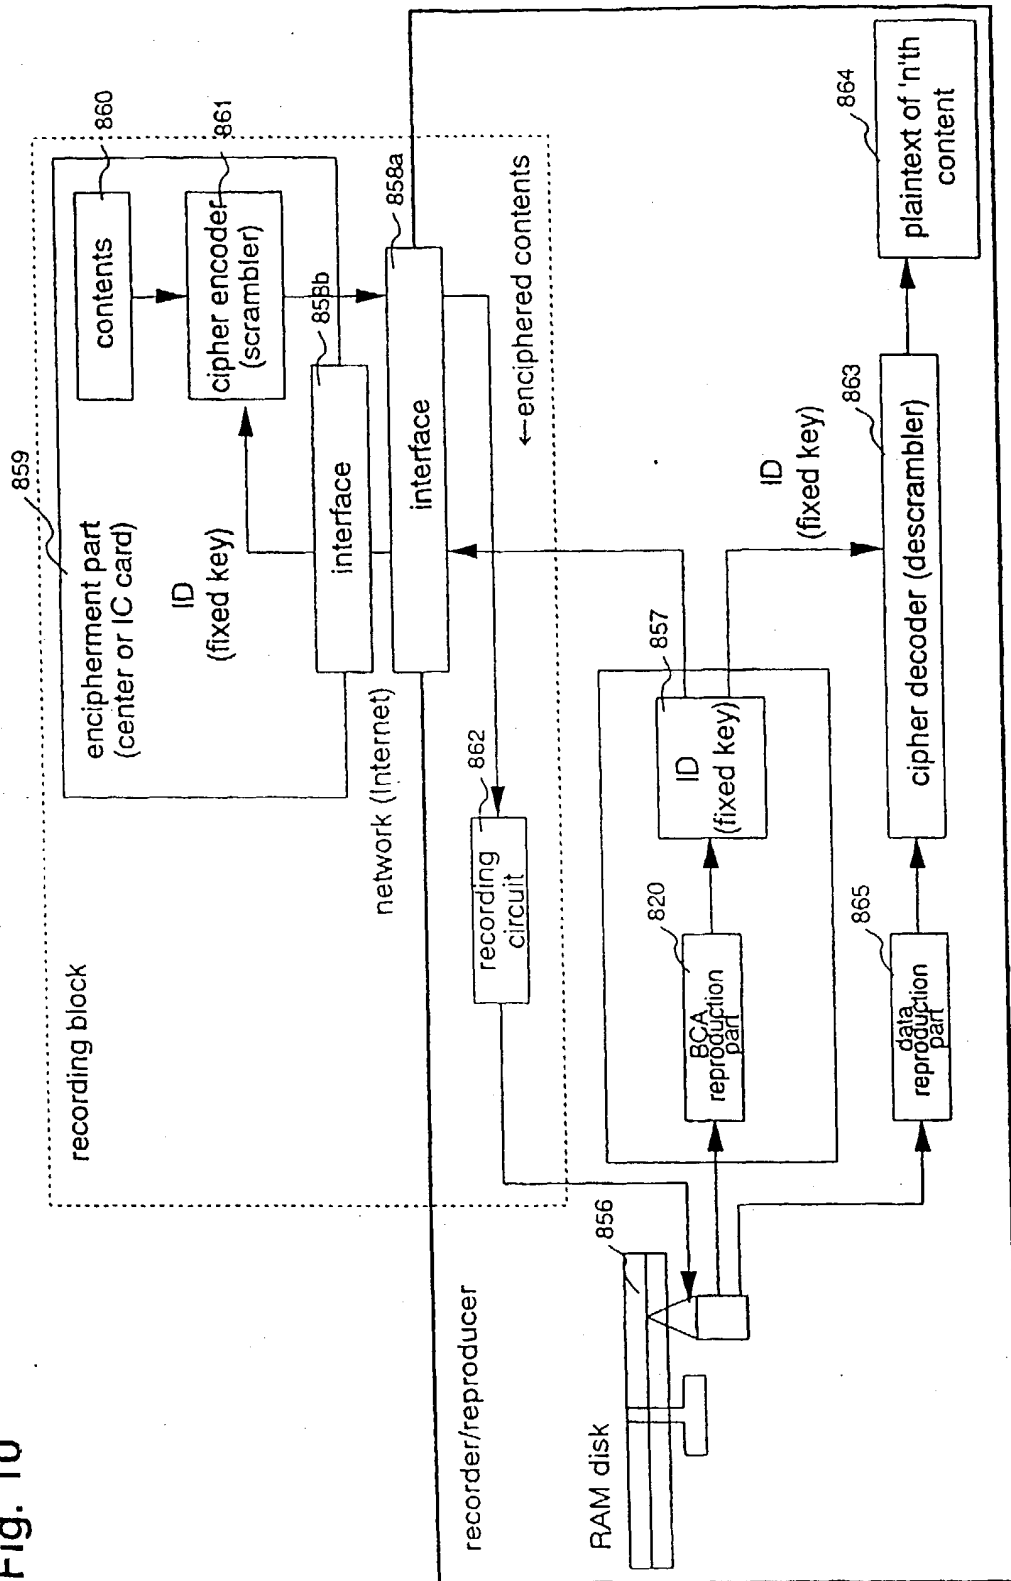 Fig. 10
recording block
859
encipherment part
(center or IC card)
860
contents
861
cipher encoder
(scrambler)
ID
(fixed key)
858b
interface
858a
interface
network (Internet)
←enciphered contents
862
recording
circuit
recorder/reproducer
RAM disk
856
820
BCA
reproduction
part
857
ID
(fixed key)
ID
(fixed key)
865
data
reproduction
part
863
cipher decoder (descrambler)
864
plaintext of 'n'th
content